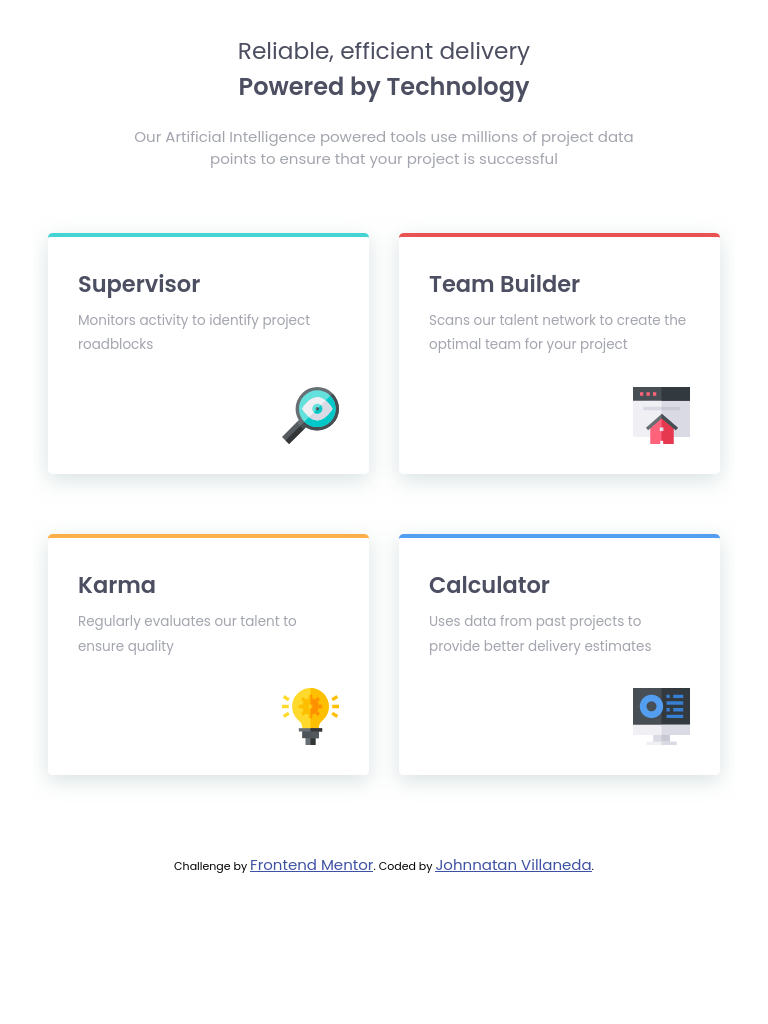 Reliable, efficient delivery
Powered by Technology
Our Artificial Intelligence powered tools use millions of project data
points to ensure that your project is successful
Supervisor
Monitors activity to identify project
roadblocks
Team Builder
Scans our talent network to create the
optimal team for your project
Karma
Regularly evaluates our talent to
ensure quality
Calculator
Uses data from past projects to
provide better delivery estimates
Challenge by Frontend Mentor. Coded by Johnnatan Villaneda.